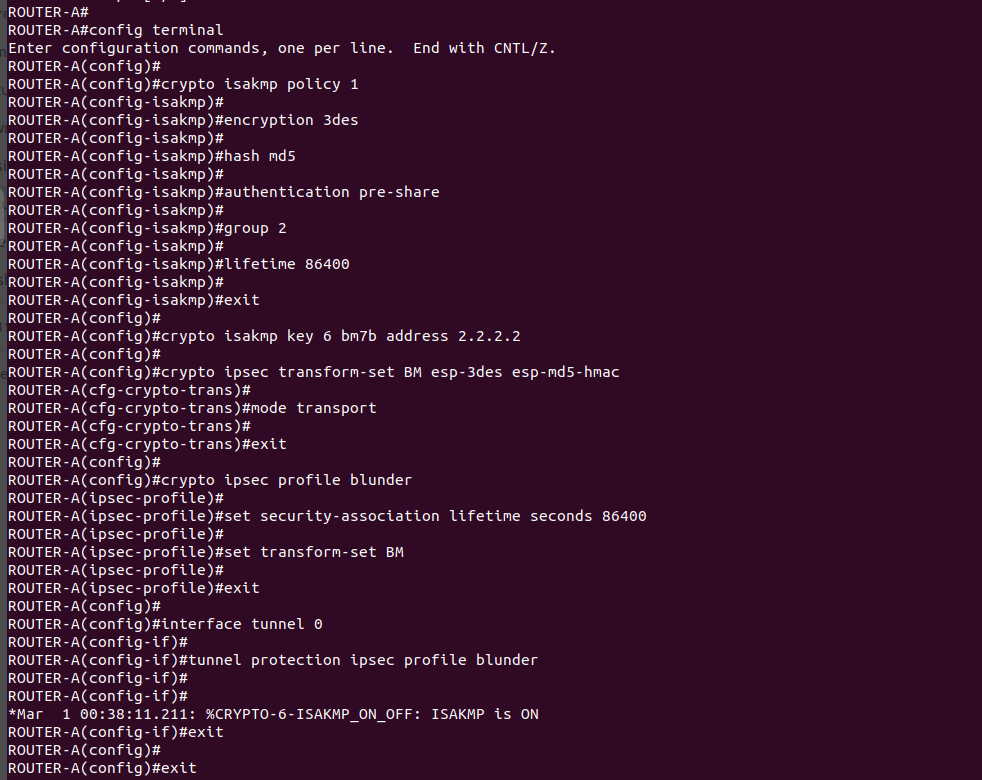 ROUTER-A#
ROUTER-A#config terminal
Enter configuration commands, one per line.  End with CNTL/Z.
ROUTER-A(config)#
ROUTER-A(config)#crypto isakmp policy 1
ROUTER-A(config-isakmp)#
ROUTER-A(config-isakmp)#encryption 3des
ROUTER-A(config-isakmp)#
ROUTER-A(config-isakmp)#hash md5
ROUTER-A(config-isakmp)#
ROUTER-A(config-isakmp)#authentication pre-share
ROUTER-A(config-isakmp)#
ROUTER-A(config-isakmp)#group 2
ROUTER-A(config-isakmp)#
ROUTER-A(config-isakmp)#lifetime 86400
ROUTER-A(config-isakmp)#
ROUTER-A(config-isakmp)#exit
ROUTER-A(config)#
ROUTER-A(config)#crypto isakmp key 6 bm7b address 2.2.2.2
ROUTER-A(config)#
ROUTER-A(config)#crypto ipsec transform-set BM esp-3des esp-md5-hmac
ROUTER-A(cfg-crypto-trans)#
ROUTER-A(cfg-crypto-trans)#mode transport
ROUTER-A(cfg-crypto-trans)#
ROUTER-A(cfg-crypto-trans)#exit
ROUTER-A(config)#
ROUTER-A(config)#crypto ipsec profile blunder
ROUTER-A(ipsec-profile)#
ROUTER-A(ipsec-profile)#set security-association lifetime seconds 86400
ROUTER-A(ipsec-profile)#
ROUTER-A(ipsec-profile)#set transform-set BM
ROUTER-A(ipsec-profile)#
ROUTER-A(ipsec-profile)#exit
ROUTER-A(config)#
ROUTER-A(config)#interface tunnel 0
ROUTER-A(config-if)#
ROUTER-A(config-if)#tunnel protection ipsec profile blunder
ROUTER-A(config-if)#
ROUTER-A(config-if)#
*Mar  1 00:38:11.211: %CRYPTO-6-ISAKMP_ON_OFF: ISAKMP is ON
ROUTER-A(config-if)#exit
ROUTER-A(config)#
ROUTER-A(config)#exit